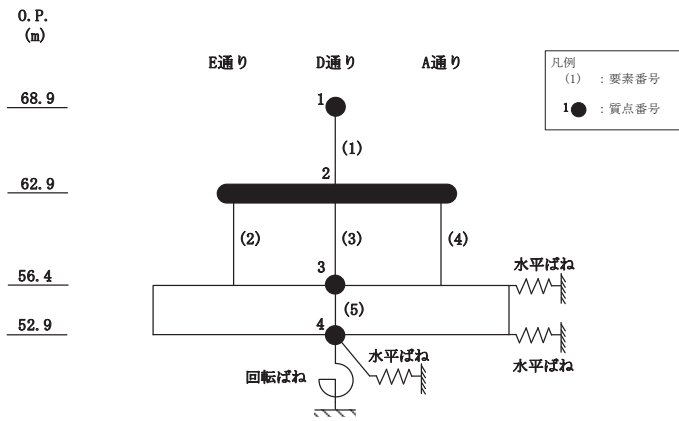 O.P.
(m)
E通り D通り A通り
凡例
(1) :要素番号
1 :質点番号
68.9
1
(1)
62.9
2
(2) (3) (4)
56.4
3
水平ばね
(5)
52.9
4
水平ばね
水平ばね
回転ばね